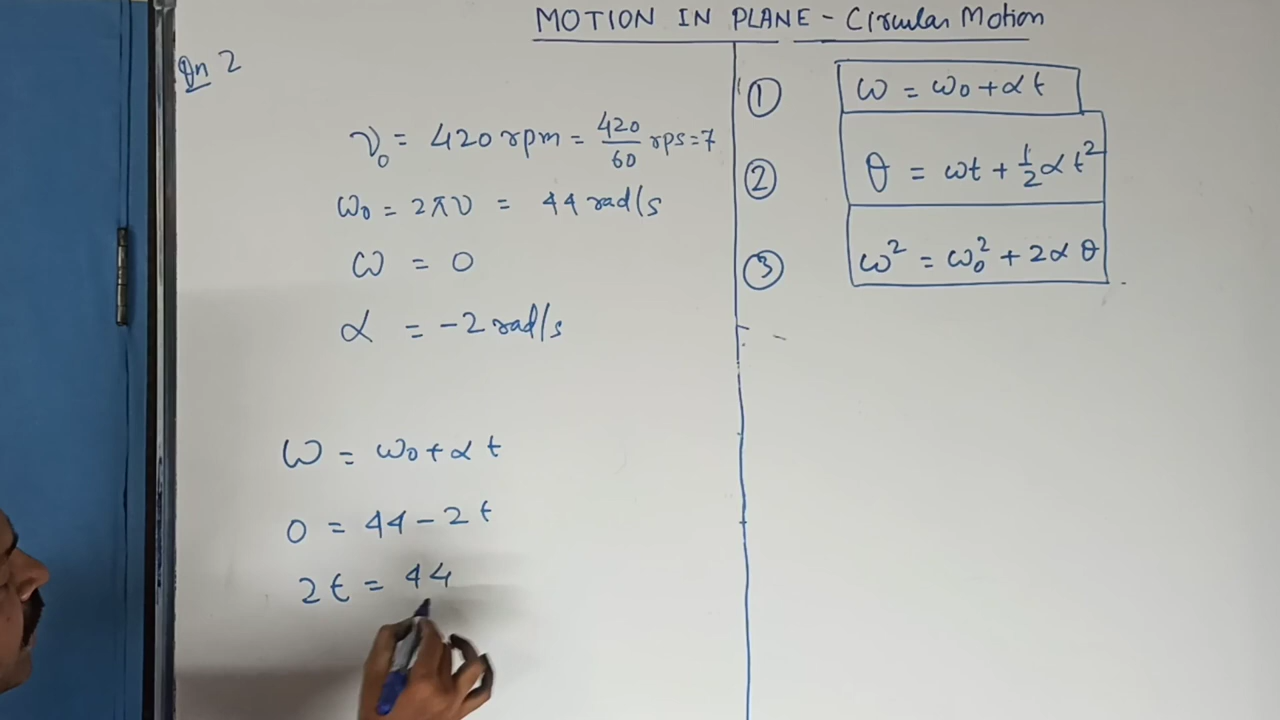 MOTION IN PLANE - Circular Motion
Qn 2
ν₀ = 420 rpm = 420/60 rps = 7
ω₀ = 2πν = 44 rad/s
ω = 0
α = -2 rad/s
ω = ω₀ + α t
0 = 44 - 2 t
2 t = 44
① ω = ω₀ + α t
② θ = ωt + 1/2 α t²
③ ω² = ω₀² + 2α θ